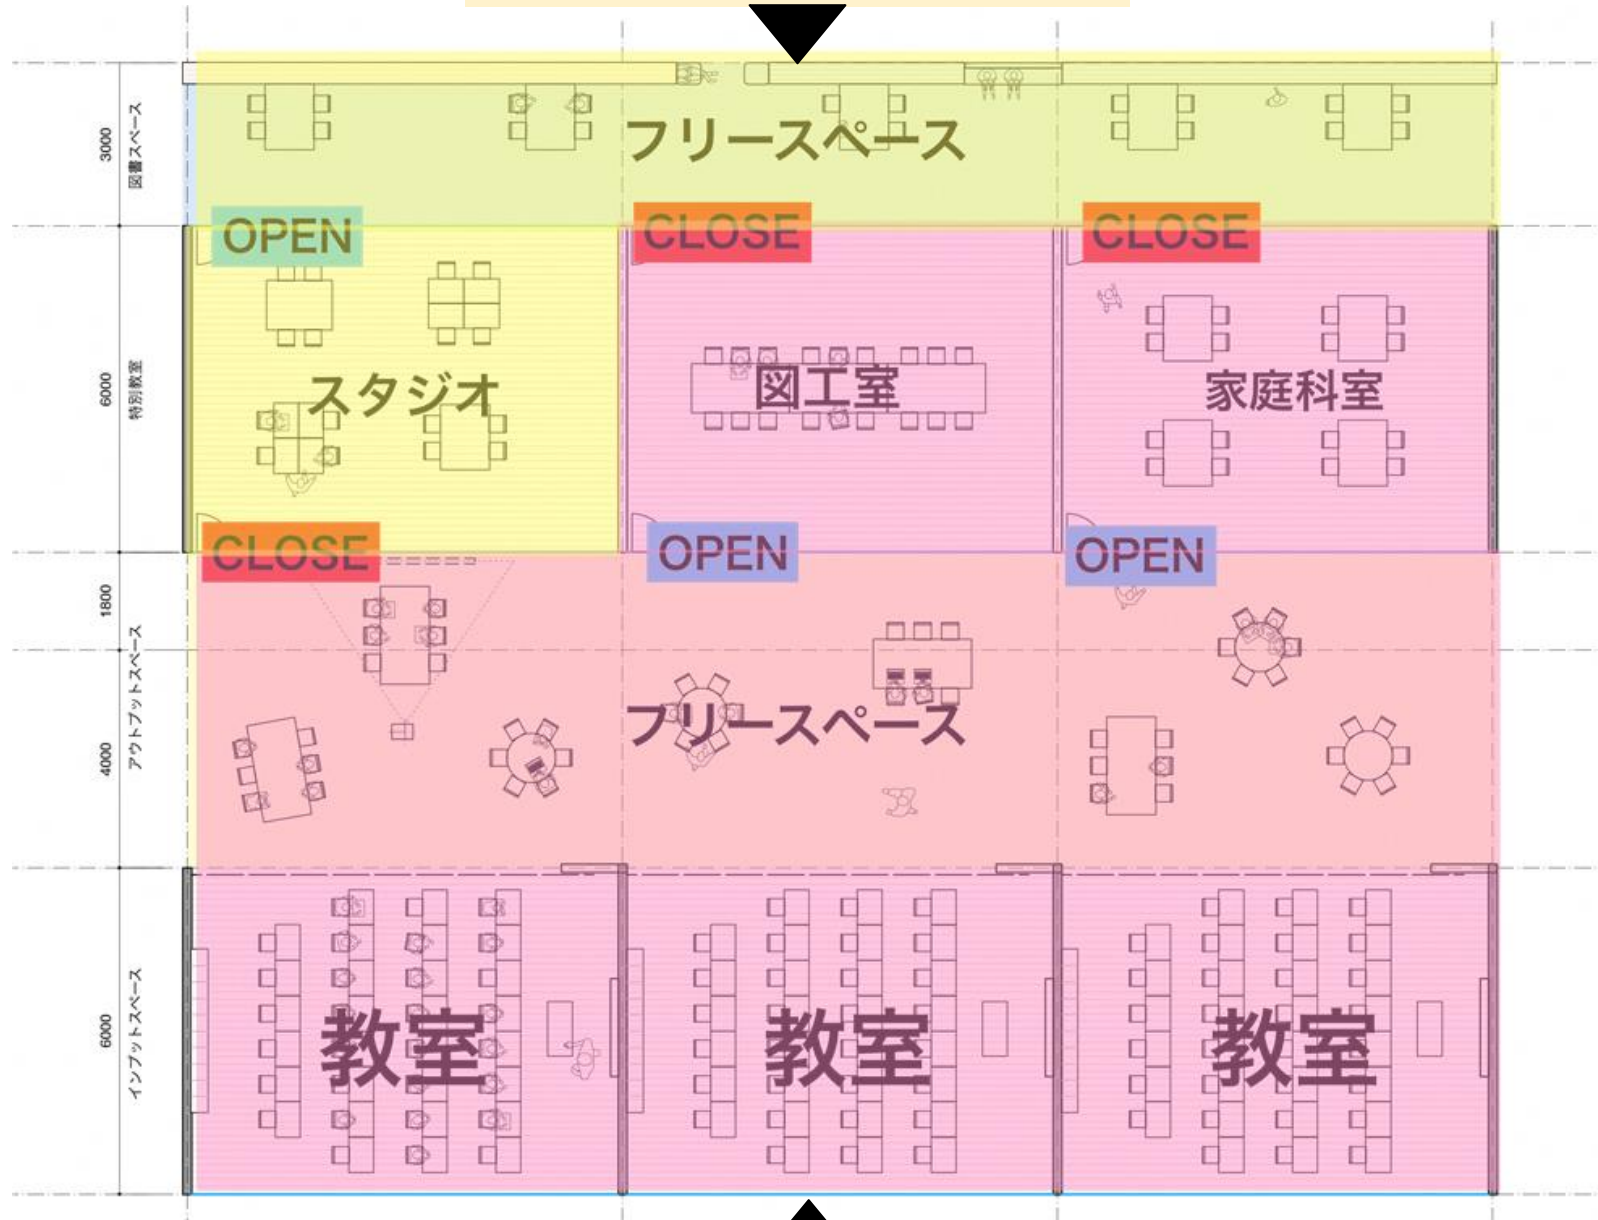 3000
図書スペース
フリースペース
OPEN
CLOSE
CLOSE
6000
特別教室
スタジオ
図工室
家庭科室
CLOSE
OPEN
OPEN
1800
4000
アウトプットスペース
フリースペース
6000
インプットスペース
教室
教室
教室